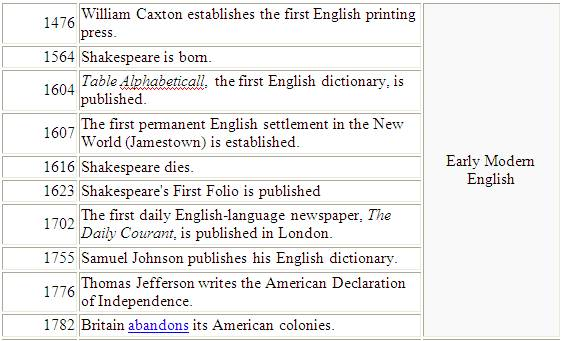 1476 William Caxton establishes the first English printing
press.
1564 Shakespeare is born.
1604 Table Alphabeticall, the first English dictionary, is
published.
1607 The first permanent English settlement in the New
World (Jamestown) is established.
1616 Shakespeare dies.
1623 Shakespeare's First Folio is published
1702 The first daily English-language newspaper, The
Daily Courant, is published in London.
1755 Samuel Johnson publishes his English dictionary.
1776 Thomas Jefferson writes the American Declaration
of Independence.
1782 Britain abandons its American colonies.
Early Modern
English